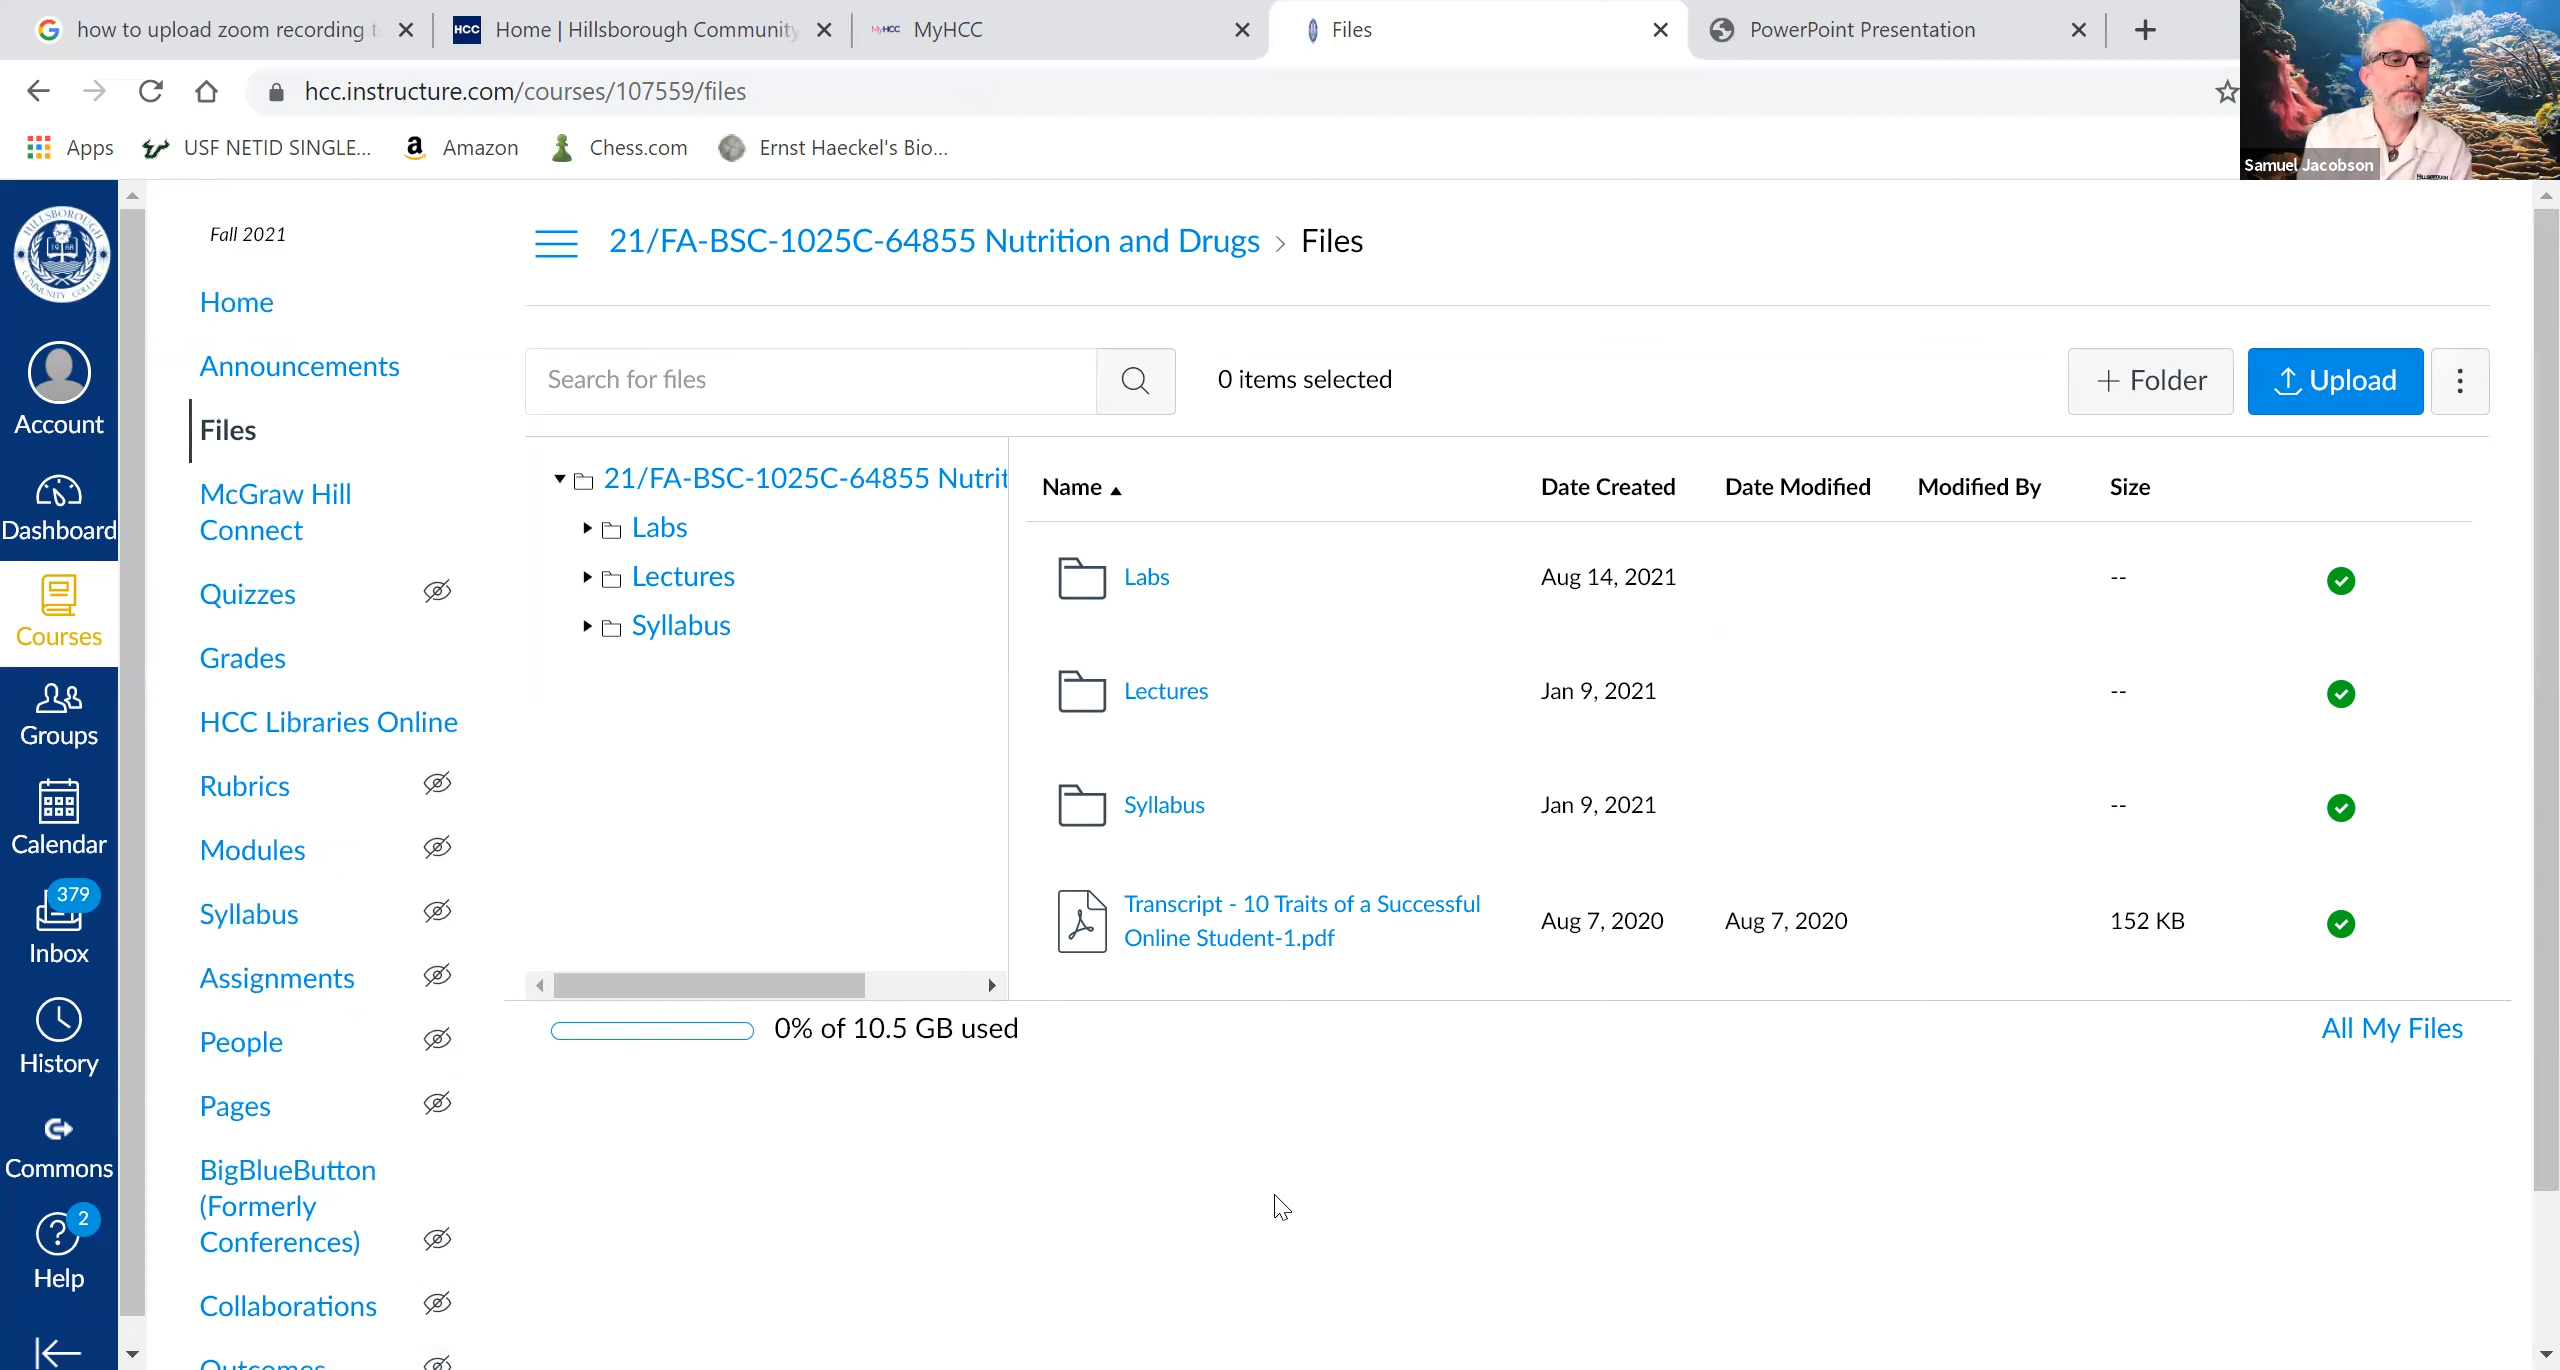 how to upload zoom recording t
Home | Hillsborough Community
MyHCC
Files
PowerPoint Presentation
hcc.instructure.com/courses/107559/files
Apps
USF NETID SINGLE...
Amazon
Chess.com
Ernst Haeckel's Bio...
Samuel Jacobson
Account
Dashboard
Courses
Groups
Calendar
379
Inbox
History
Commons
2
Help
Fall 2021
Home
Announcements
Files
McGraw Hill
Connect
Quizzes
Grades
HCC Libraries Online
Rubrics
Modules
Syllabus
Assignments
People
Pages
BigBlueButton
(Formerly
Conferences)
Collaborations
Outcomes
21/FA-BSC-1025C-64855 Nutrition and Drugs > Files
Search for files
0 items selected
+ Folder
Upload
21/FA-BSC-1025C-64855 Nutrit
Labs
Lectures
Syllabus
Name Date Created Date Modified Modified By Size
Labs Aug 14, 2021 --
Lectures Jan 9, 2021 --
Syllabus Jan 9, 2021 --
Transcript - 10 Traits of a Successful
Online Student-1.pdf Aug 7, 2020 Aug 7, 2020 152 KB
0% of 10.5 GB used
All My Files